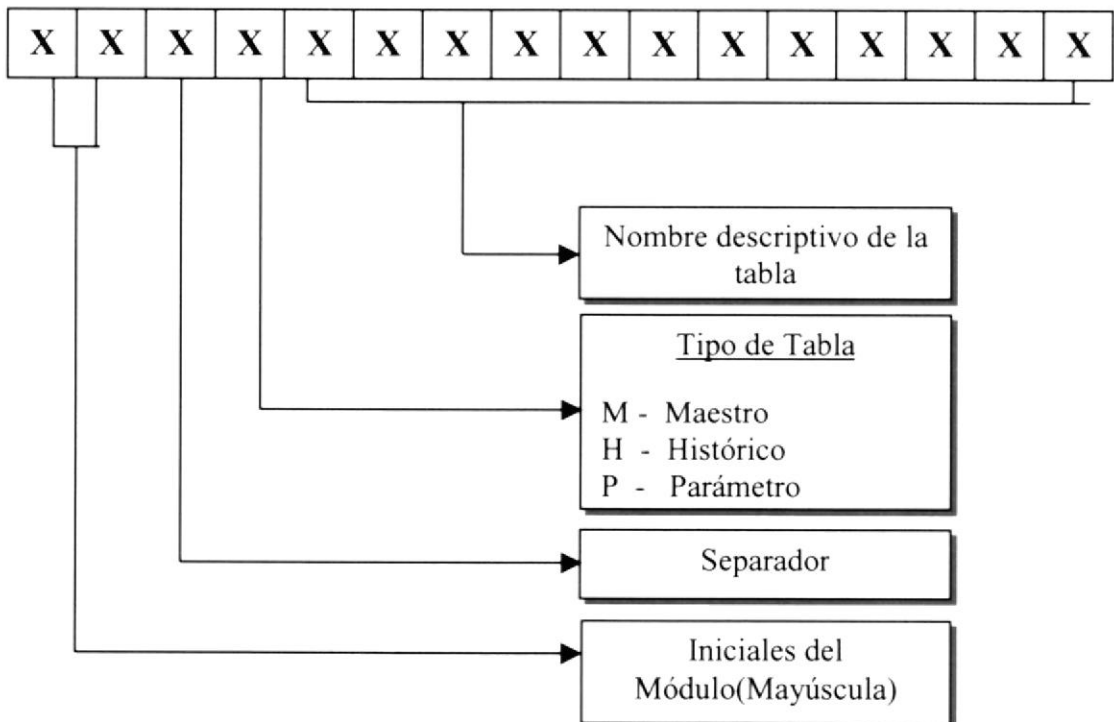 X X X X X X X X X X X X X X X X
Nombre descriptivo de la
tabla
Tipo de Tabla
M - Maestro
H - Histórico
P - Parámetro
Separador
Iniciales del
Módulo(Mayúscula)